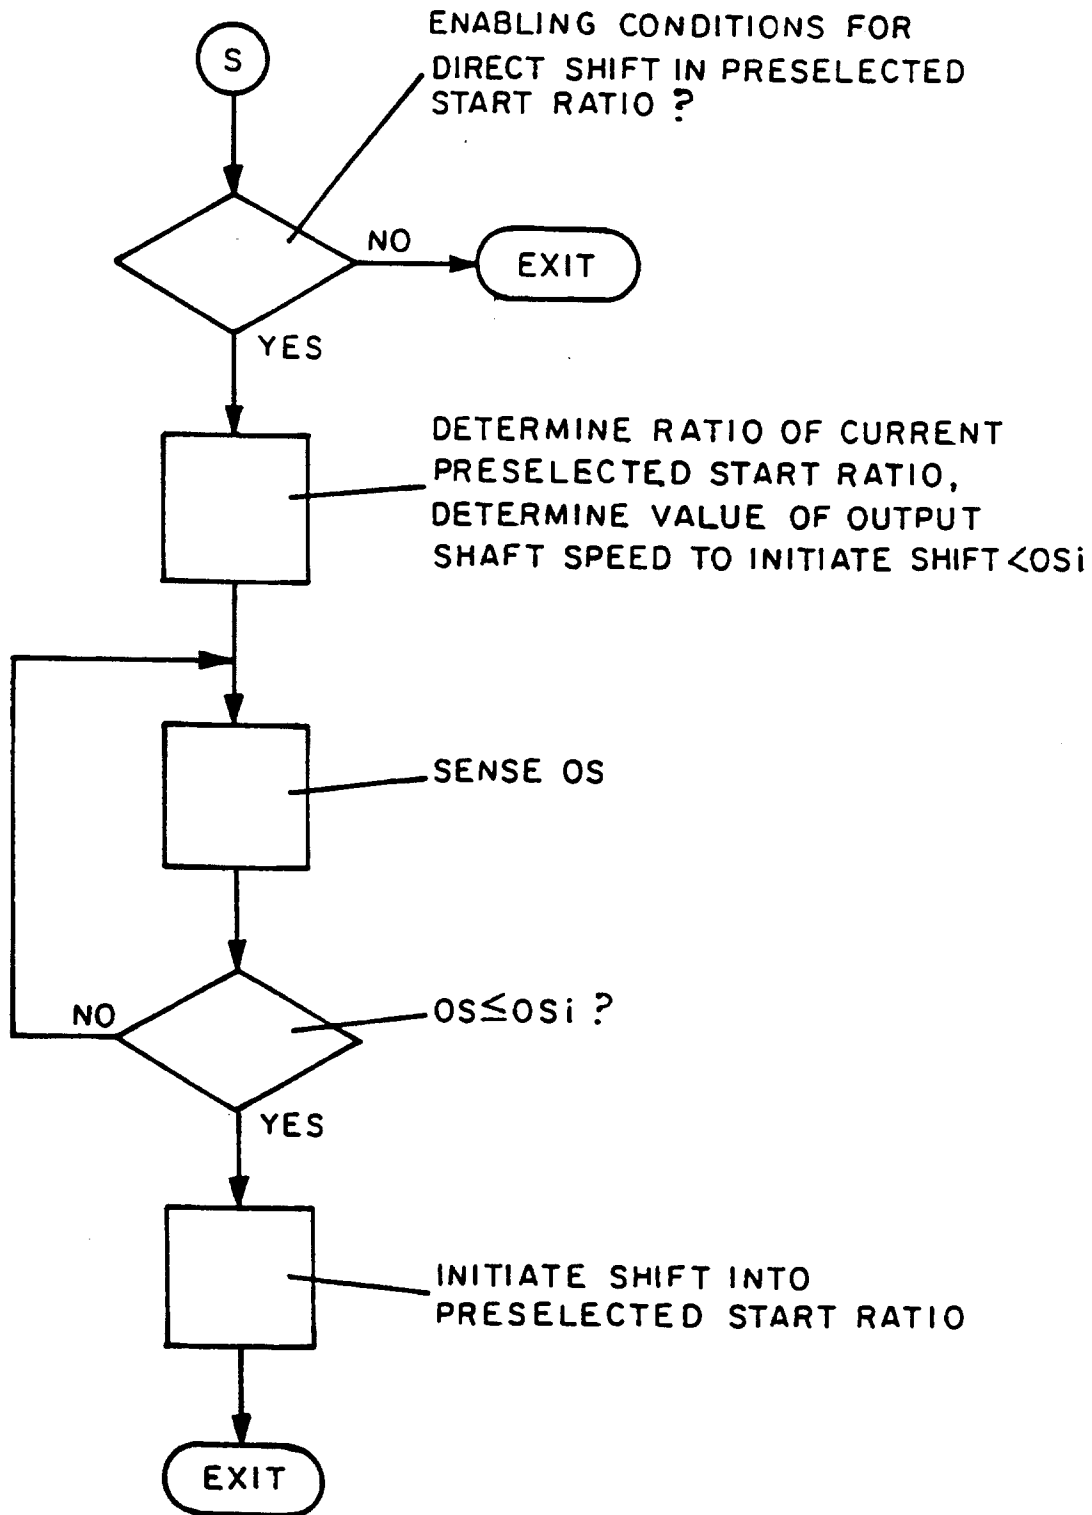 S
ENABLING CONDITIONS FOR
DIRECT SHIFT IN PRESELECTED
START RATIO ?
NO
EXIT
YES
DETERMINE RATIO OF CURRENT
PRESELECTED START RATIO,
DETERMINE VALUE OF OUTPUT
SHAFT SPEED TO INITIATE SHIFT<OSi
SENSE OS
NO
OS≤OSi ?
YES
INITIATE SHIFT INTO
PRESELECTED START RATIO
EXIT